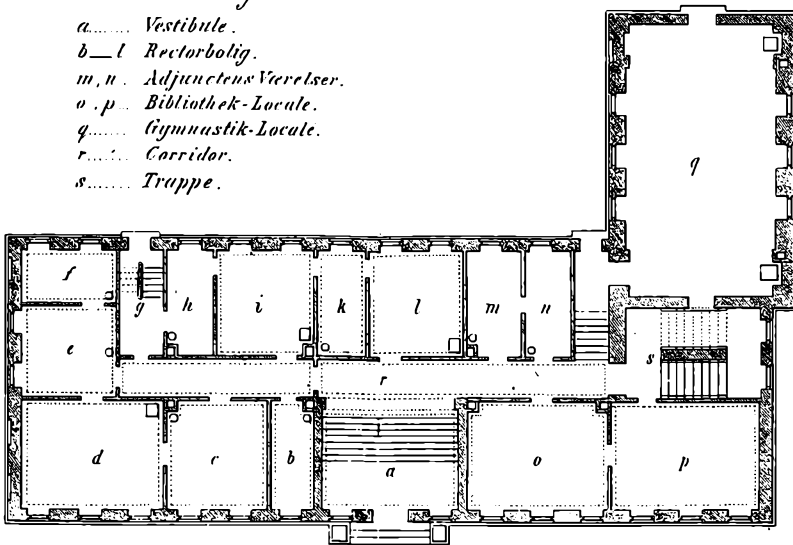 a....... Vestibule.
b—l Rectorbolig.
m, n. Adjunctens Værelser.
o, p... Bibliothek-Locale.
q....... Gymnastik-Locale.
r....... Corridor.
s....... Trappe.
q
f
g
h
i
k
l
m
n
e
r
s
d
c
b
a
o
p